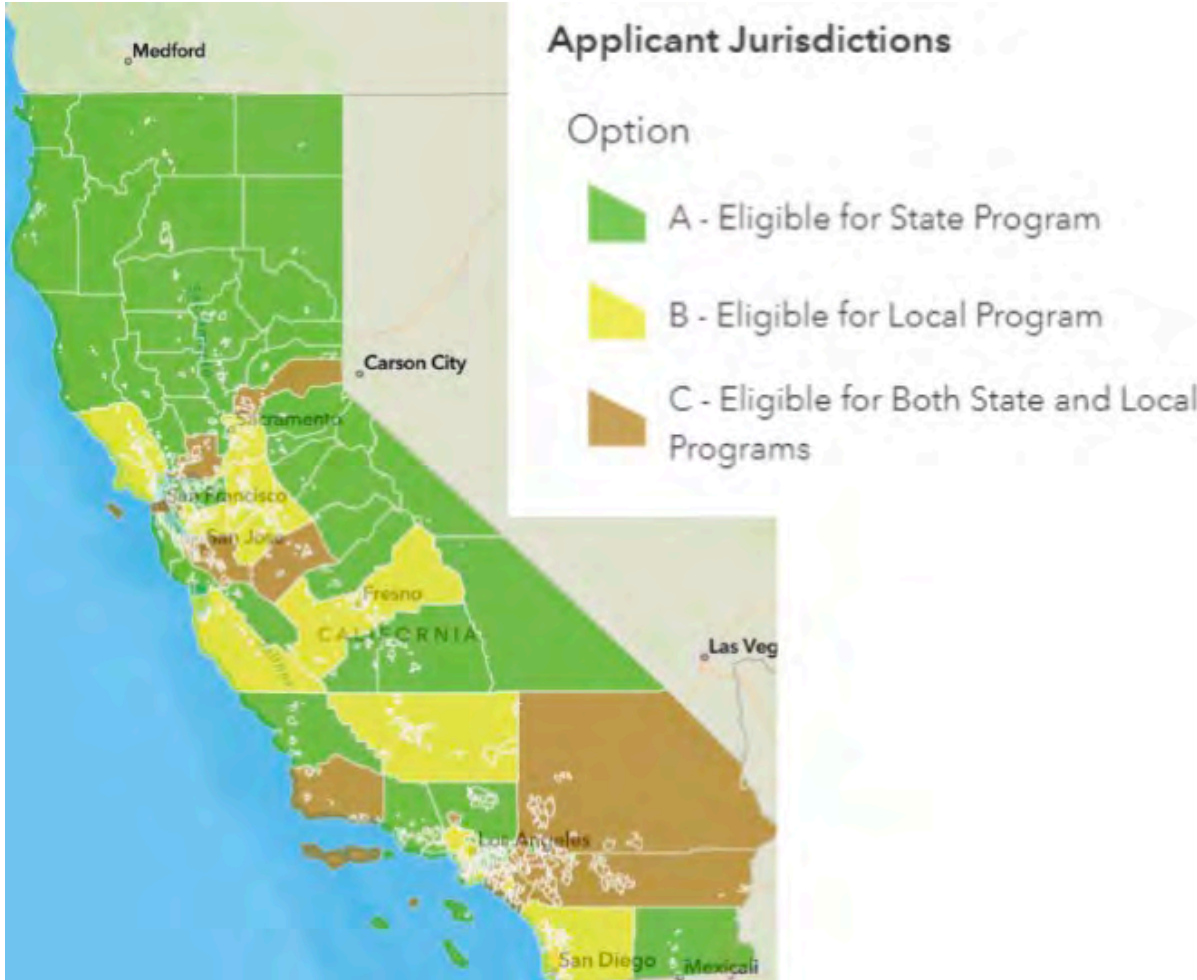 Applicant Jurisdictions
Option
A - Eligible for State Program
B - Eligible for Local Program
C - Eligible for Both State and Local
Programs
Medford
Carson City
Sacramento
San Francisco
San Jose
Fresno
CALIFORNIA
Las Veg
Los Angeles
San Diego
Mexicali